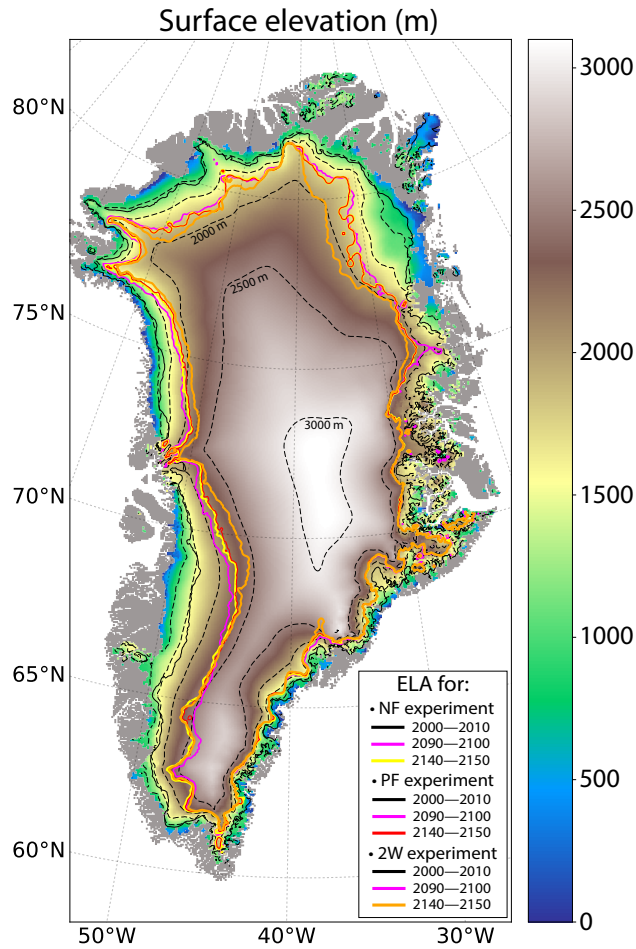 Surface elevation (m)
80°N
75°N
70°N
65°N
60°N
50°W
40°W
30°W
2000 m
2500 m
3000 m
ELA for:
• NF experiment
2000—2010
2090—2100
2140—2150
• PF experiment
2000—2010
2090—2100
2140—2150
• 2W experiment
2000—2010
2090—2100
2140—2150
3000
2500
2000
1500
1000
500
0